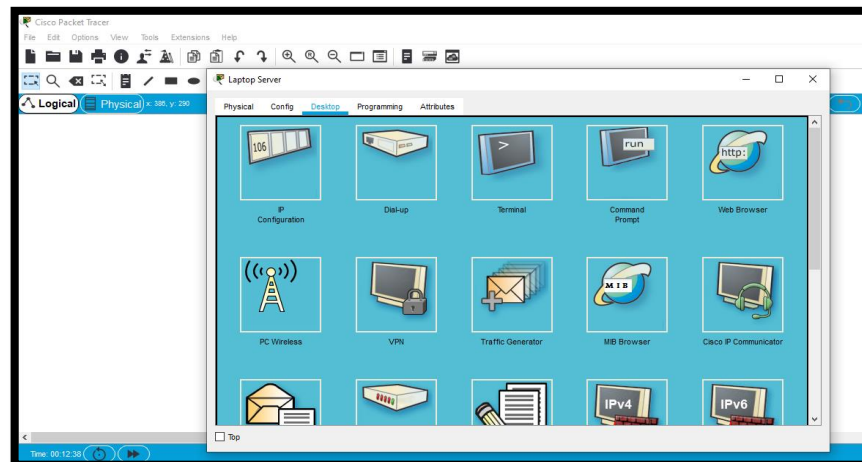 Cisco Packet Tracer
File Edit Options View Tools Extensions Help
Laptop Server
Logical Physical x: 386, y: 290
Physical Config Desktop Programming Attributes
106
>
run
http:
IP
Configuration
Dial-up
Terminal
Command
Prompt
Web Browser
MIB
PC Wireless
VPN
Traffic Generator
MIB Browser
Cisco IP Communicator
IPv4
IPv6
Top
Time: 00:12:38